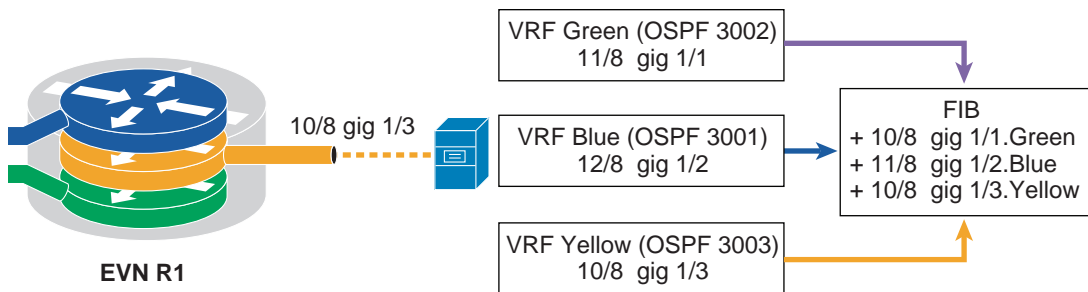 10/8 gig 1/3
EVN R1
VRF Green (OSPF 3002)
11/8 gig 1/1
VRF Blue (OSPF 3001)
12/8 gig 1/2
VRF Yellow (OSPF 3003)
10/8 gig 1/3
FIB
+ 10/8 gig 1/1.Green
+ 11/8 gig 1/2.Blue
+ 10/8 gig 1/3.Yellow